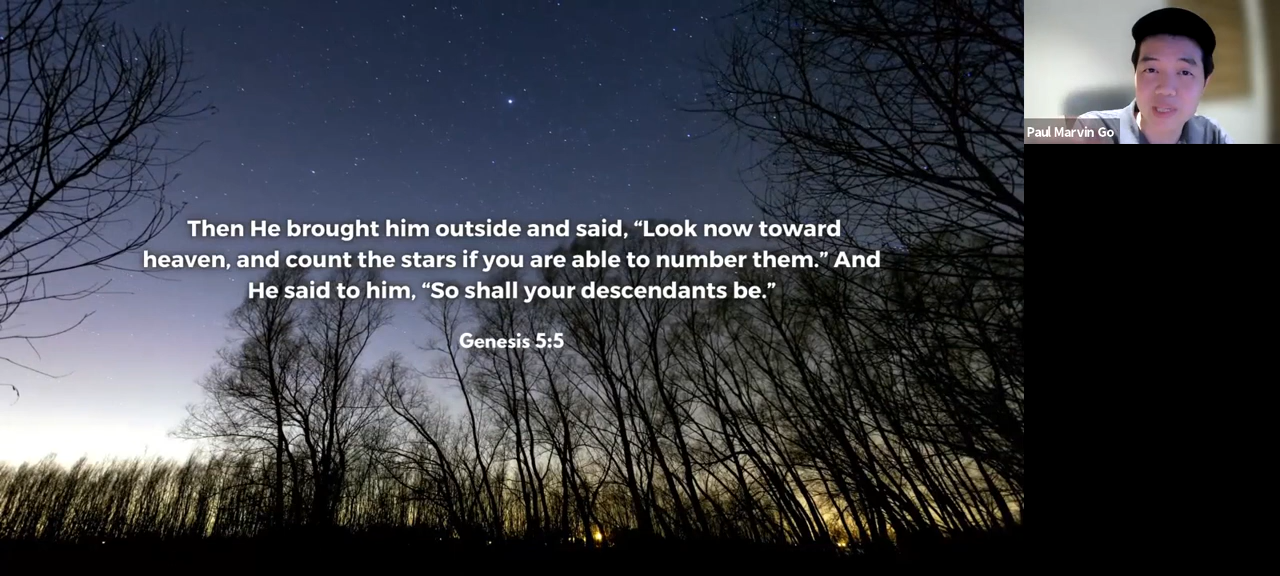 Then He brought him outside and said, “Look now toward
heaven, and count the stars if you are able to number them.” And
He said to him, “So shall your descendants be.”
Genesis 5:5
Paul Marvin Go